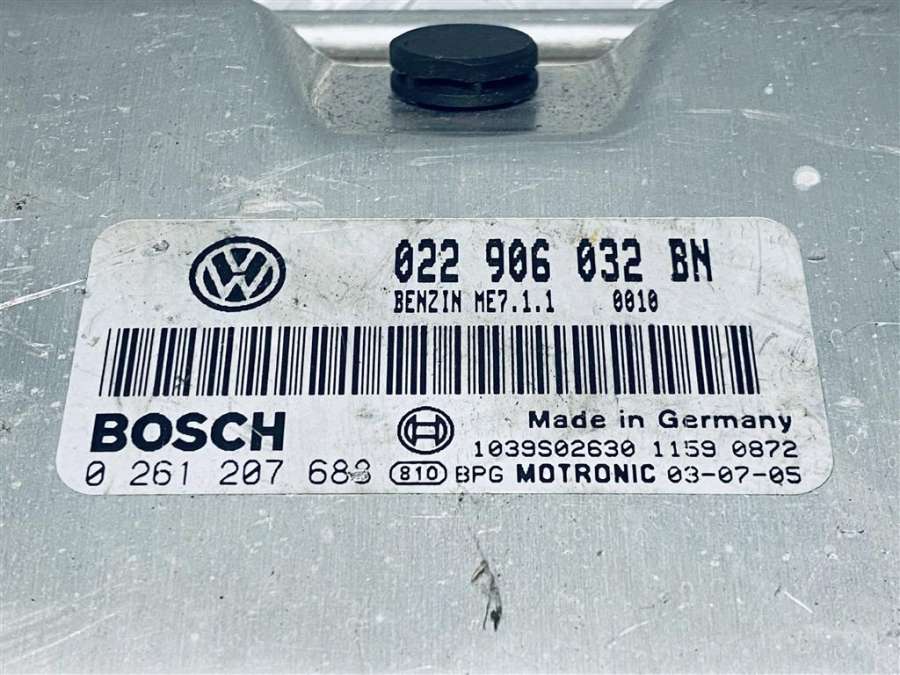 022 906 032 BN
BENZIN ME7.1.1 0010
BOSCH
Made in Germany
1039S02630 1159 0872
0 261 207 688
810 BPG MOTRONIC 03-07-05